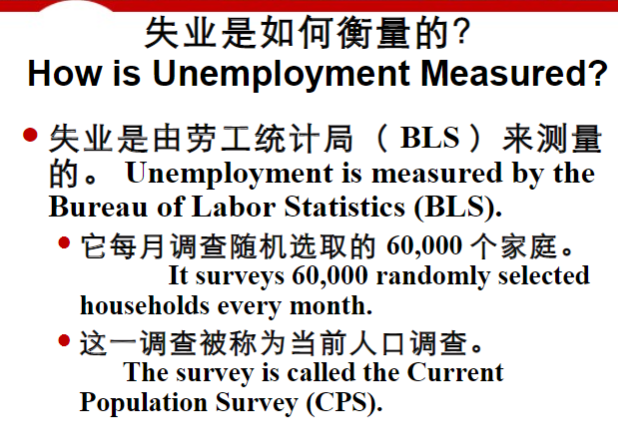 失业是如何衡量的?
How is Unemployment Measured?
失业是由劳工统计局（ BLS ）来测量
的。 Unemployment is measured by the
Bureau of Labor Statistics (BLS).
它每月调查随机选取的 60,000 个家庭。
It surveys 60,000 randomly selected
households every month.
这一调查被称为当前人口调查。
The survey is called the Current
Population Survey (CPS).